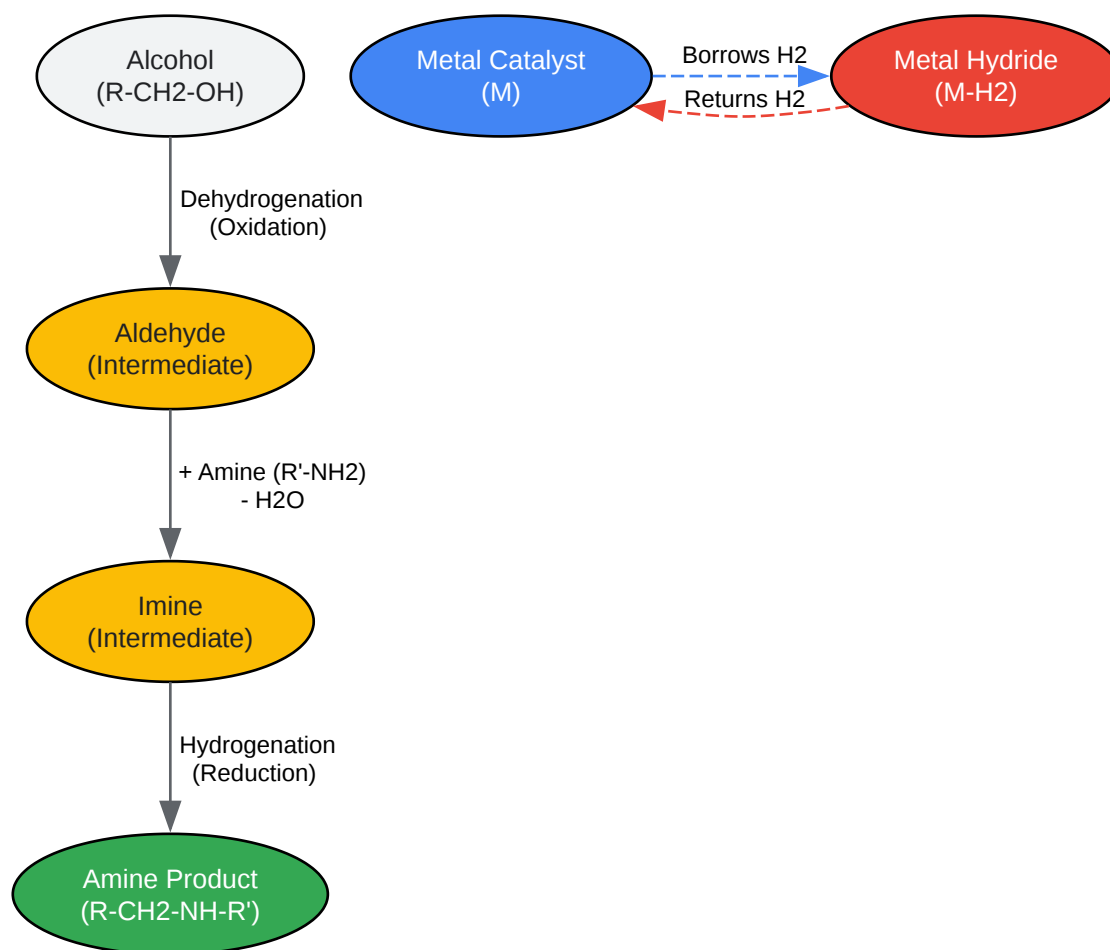 Alcohol
(R-CH2-OH)
Metal Catalyst
(M)
Borrows H2
Returns H2
Metal Hydride
(M-H2)
Dehydrogenation
(Oxidation)
Aldehyde
(Intermediate)
+ Amine (R'-NH2)
- H2O
Imine
(Intermediate)
Hydrogenation
(Reduction)
Amine Product
(R-CH2-NH-R')